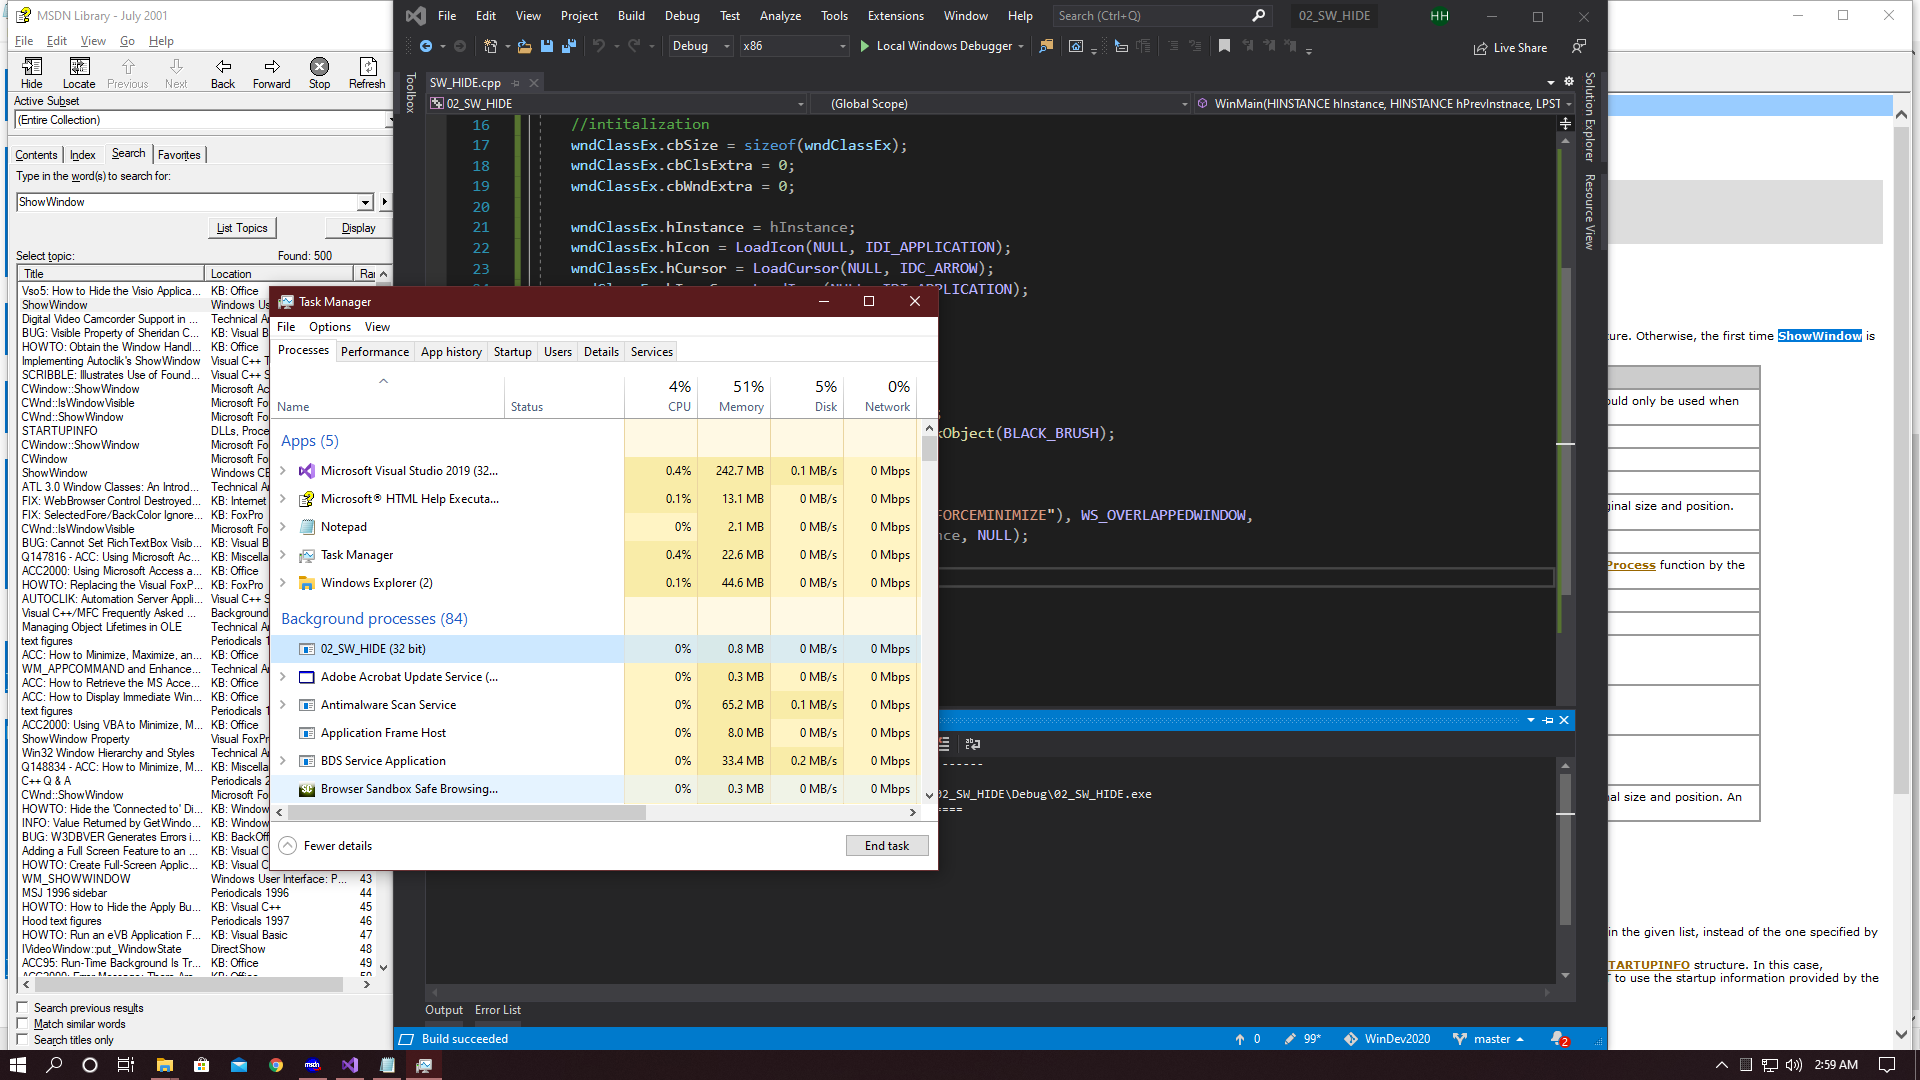 MSDN Library - July 2001
File Edit View Go Help
Hide Locate Previous Next Back Forward Stop Refresh
Active Subset
(Entire Collection)
Contents Index Search Favorites
Type in the word(s) to search for:
ShowWindow
List Topics Display
Select topic: Found: 500
Title Location Ra
Vso5: How to Hide the Visio Applica... KB: Office
ShowWindow Windows Us
Digital Video Camcorder Support in ... Technical A
BUG: Visible Property of Sheridan C... KB: Visual B
HOWTO: Obtain the Window Handl... KB: Office
Implementing Autoclik's ShowWindow Visual C++ T
SCRIBBLE: Illustrates Use of Found... Visual C++ S
CWindow::ShowWindow Microsoft Ac
CWnd::IsWindowVisible Microsoft Fo
CWnd::ShowWindow Microsoft Fo
STARTUPINFO DLLs, Proce
CWindow::ShowWindow Microsoft Fo
CWindow Microsoft Fo
ShowWindow Windows CE
ATL 3.0 Window Classes: An Introd... Technical A
FIX: WebBrowser Control Destroyed... KB: Internet
FIX: SelectedFore/BackColor Ignore... KB: Visual B
CWnd::IsWindowVisible Microsoft Fo
BUG: Cannot Set RichTextBox Visib... KB: Visual B
Q147816 - ACC: Using Microsoft Ac... KB: Miscella
ACC2000: Using Microsoft Access a... KB: Office
HOWTO: Replacing the Visual FoxP... KB: FoxPro
AUTOCLIK: Automation Server Appli... Visual C++ S
Visual C++/MFC Frequently Asked ... Background
Managing Object Lifetimes in OLE Technical A
text figures Periodicals 1
ACC: How to Minimize, Maximize, an... KB: Office
WM_APPCOMMAND and Enhance... Technical A
ACC: How to Retrieve the MS Acce... KB: Office
ACC: How to Display Immediate Win... KB: Office
text figures Periodicals 1
ACC2000: Using VBA to Minimize, M... KB: Office
ShowWindow Property Visual FoxPr
Win32 Window Hierarchy and Styles Technical A
Q148834 - ACC: How to Minimize, M... KB: Miscella
C++ Q & A Periodicals 2
CWnd::ShowWindow Microsoft Fo
HOWTO: Hide the 'Connected to' Di... KB: Window
INFO: Value Returned by GetWindo... KB: Window
BUG: W3DBVER Generates Errors i... KB: BackOff
Adding a Full Screen Feature to an ... KB: Visual C
HOWTO: Create Full-Screen Applic... KB: Visual C
WM_SHOWWINDOW Windows User Interface: P... 43
MSJ 1996 sidebar Periodicals 1996 44
HOWTO: How to Hide the Apply Bu... KB: Visual C++ 45
Hood text figures Periodicals 1997 46
HOWTO: Run an eVB Application F... KB: Visual Basic 47
IVideoWindow::put_WindowState DirectShow 48
ACC95: Run-Time Background Is Tr... KB: Office 49
Search previous results
Match similar words
Search titles only
File Edit View Project Build Debug Test Analyze Tools Extensions Window Help Search (Ctrl+Q) 02_SW_HIDE HH
Debug x86 Local Windows Debugger Live Share
Toolbox
SW_HIDE.cpp
02_SW_HIDE (Global Scope) WinMain(HINSTANCE hInstance, HINSTANCE hPrevInstnace, LPST
16 //intitalization
17 wndClassEx.cbSize = sizeof(wndClassEx);
18 wndClassEx.cbClsExtra = 0;
19 wndClassEx.cbWndExtra = 0;
20
21 wndClassEx.hInstance = hInstance;
22 wndClassEx.hIcon = LoadIcon(NULL, IDI_APPLICATION);
23 wndClassEx.hCursor = LoadCursor(NULL, IDC_ARROW);
ATION);
;
kObject(BLACK_BRUSH);
FORCEMINIMIZE"), WS_OVERLAPPEDWINDOW,
nce, NULL);
------
02_SW_HIDE\Debug\02_SW_HIDE.exe
====
Output Error List
Build succeeded 0 99* WinDev2020 master 2
Solution Explorer
Resource View
Task Manager
File Options View
Processes Performance App history Startup Users Details Services
4% 51% 5% 0%
Name Status CPU Memory Disk Network
Apps (5)
Microsoft Visual Studio 2019 (32... 0.4% 242.7 MB 0.1 MB/s 0 Mbps
Microsoft® HTML Help Executa... 0.1% 13.1 MB 0 MB/s 0 Mbps
Notepad 0% 2.1 MB 0 MB/s 0 Mbps
Task Manager 0.4% 22.6 MB 0 MB/s 0 Mbps
Windows Explorer (2) 0.1% 44.6 MB 0 MB/s 0 Mbps
Background processes (84)
02_SW_HIDE (32 bit) 0% 0.8 MB 0 MB/s 0 Mbps
Adobe Acrobat Update Service (... 0% 0.3 MB 0 MB/s 0 Mbps
Antimalware Scan Service 0% 65.2 MB 0.1 MB/s 0 Mbps
Application Frame Host 0% 8.0 MB 0 MB/s 0 Mbps
BDS Service Application 0% 33.4 MB 0.2 MB/s 0 Mbps
Browser Sandbox Safe Browsing... 0% 0.3 MB 0 MB/s 0 Mbps
Fewer details End task
ure. Otherwise, the first time ShowWindow is
ould only be used when
ginal size and position.
Process function by the
al size and position. An
in the given list, instead of the one specified by
TARTUPINFO structure. In this case,
T to use the startup information provided by the
msdn
2:59 AM